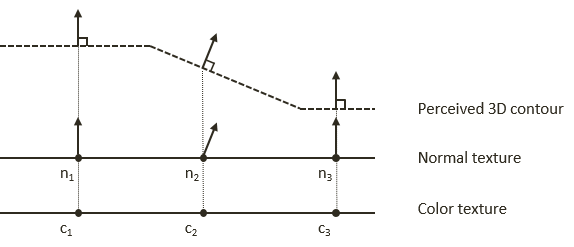 Perceived 3D contour
n₁ n₂ n₃ Normal texture
c₁ c₂ c₃ Color texture